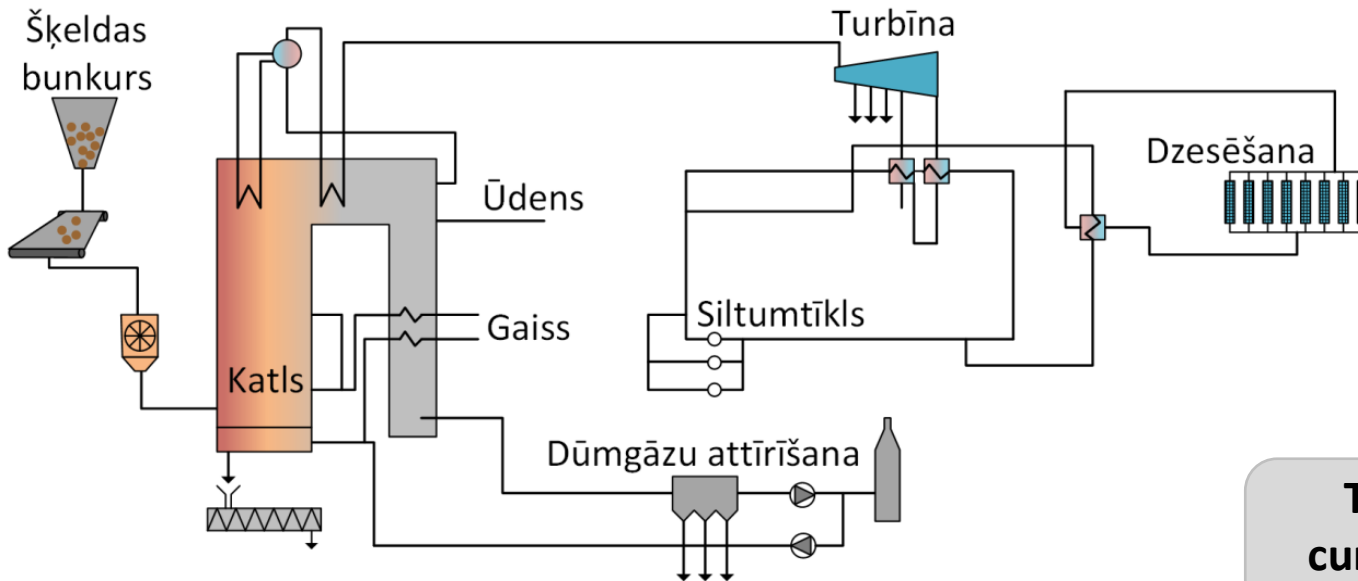 Šķeldas
bunkurs
Turbīna
Dzesēšana
Ūdens
Gaiss
Siltumtīkls
Katls
Dūmgāzu attīrīšana